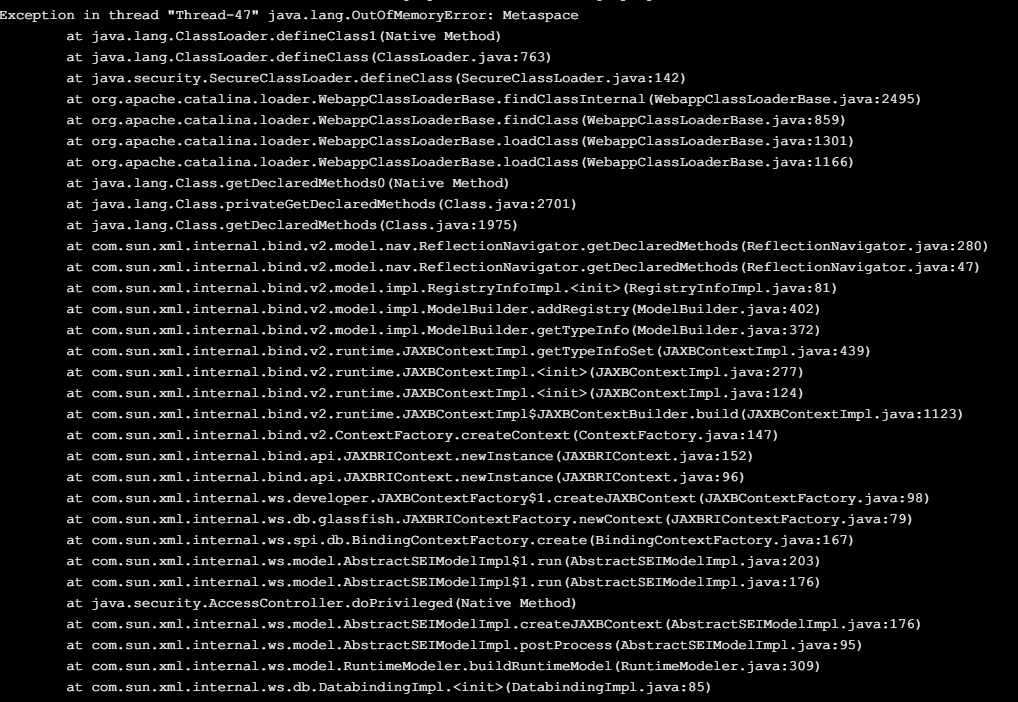 Exception in thread "Thread-47" java.lang.OutOfMemoryError: Metaspace
at java.lang.ClassLoader.defineClass1(Native Method)
at java.lang.ClassLoader.defineClass(ClassLoader.java:763)
at java.security.SecureClassLoader.defineClass(SecureClassLoader.java:142)
at org.apache.catalina.loader.WebappClassLoaderBase.findClassInternal(WebappClassLoaderBase.java:2495)
at org.apache.catalina.loader.WebappClassLoaderBase.findClass(WebappClassLoaderBase.java:859)
at org.apache.catalina.loader.WebappClassLoaderBase.loadClass(WebappClassLoaderBase.java:1301)
at org.apache.catalina.loader.WebappClassLoaderBase.loadClass(WebappClassLoaderBase.java:1166)
at java.lang.Class.getDeclaredMethods0(Native Method)
at java.lang.Class.privateGetDeclaredMethods(Class.java:2701)
at java.lang.Class.getDeclaredMethods(Class.java:1975)
at com.sun.xml.internal.bind.v2.model.nav.ReflectionNavigator.getDeclaredMethods(ReflectionNavigator.java:280)
at com.sun.xml.internal.bind.v2.model.nav.ReflectionNavigator.getDeclaredMethods(ReflectionNavigator.java:47)
at com.sun.xml.internal.bind.v2.model.impl.RegistryInfoImpl.<init>(RegistryInfoImpl.java:81)
at com.sun.xml.internal.bind.v2.model.impl.ModelBuilder.addRegistry(ModelBuilder.java:402)
at com.sun.xml.internal.bind.v2.model.impl.ModelBuilder.getTypeInfo(ModelBuilder.java:372)
at com.sun.xml.internal.bind.v2.runtime.JAXBContextImpl.getTypeInfoSet(JAXBContextImpl.java:439)
at com.sun.xml.internal.bind.v2.runtime.JAXBContextImpl.<init>(JAXBContextImpl.java:277)
at com.sun.xml.internal.bind.v2.runtime.JAXBContextImpl.<init>(JAXBContextImpl.java:124)
at com.sun.xml.internal.bind.v2.runtime.JAXBContextImpl$JAXBContextBuilder.build(JAXBContextImpl.java:1123)
at com.sun.xml.internal.bind.v2.ContextFactory.createContext(ContextFactory.java:147)
at com.sun.xml.internal.bind.api.JAXBRIContext.newInstance(JAXBRIContext.java:152)
at com.sun.xml.internal.bind.api.JAXBRIContext.newInstance(JAXBRIContext.java:96)
at com.sun.xml.internal.ws.developer.JAXBContextFactory$1.createJAXBContext(JAXBContextFactory.java:98)
at com.sun.xml.internal.ws.db.glassfish.JAXBRIContextFactory.newContext(JAXBRIContextFactory.java:79)
at com.sun.xml.internal.ws.spi.db.BindingContextFactory.create(BindingContextFactory.java:167)
at com.sun.xml.internal.ws.model.AbstractSEIModelImpl$1.run(AbstractSEIModelImpl.java:203)
at com.sun.xml.internal.ws.model.AbstractSEIModelImpl$1.run(AbstractSEIModelImpl.java:176)
at java.security.AccessController.doPrivileged(Native Method)
at com.sun.xml.internal.ws.model.AbstractSEIModelImpl.createJAXBContext(AbstractSEIModelImpl.java:176)
at com.sun.xml.internal.ws.model.AbstractSEIModelImpl.postProcess(AbstractSEIModelImpl.java:95)
at com.sun.xml.internal.ws.model.RuntimeModeler.buildRuntimeModel(RuntimeModeler.java:309)
at com.sun.xml.internal.ws.db.DatabindingImpl.<init>(DatabindingImpl.java:85)